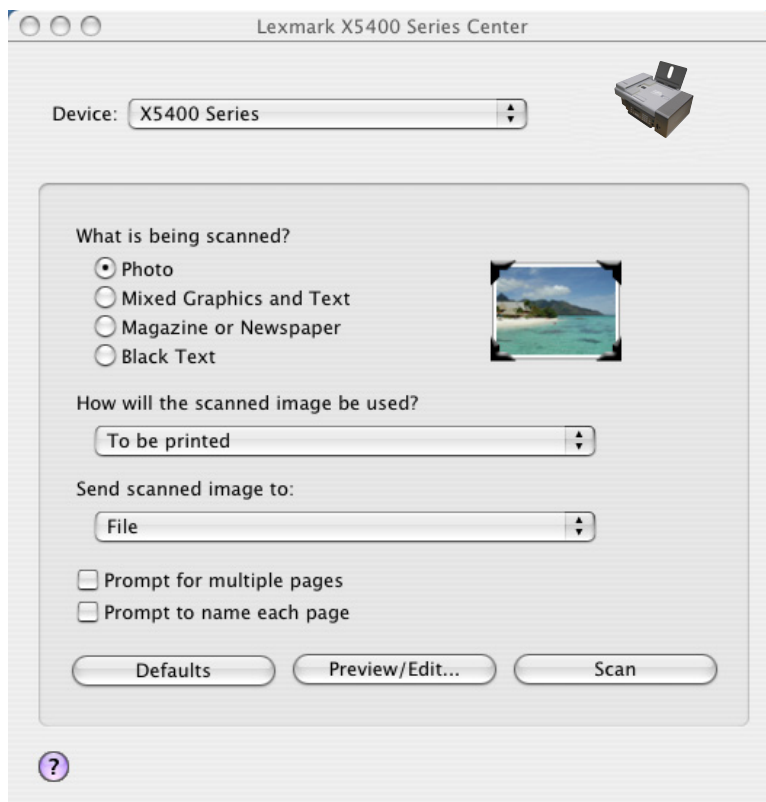 Lexmark X5400 Series Center
Device: X5400 Series
What is being scanned?
Photo
Mixed Graphics and Text
Magazine or Newspaper
Black Text
How will the scanned image be used?
To be printed
Send scanned image to:
File
Prompt for multiple pages
Prompt to name each page
Defaults Preview/Edit... Scan
?